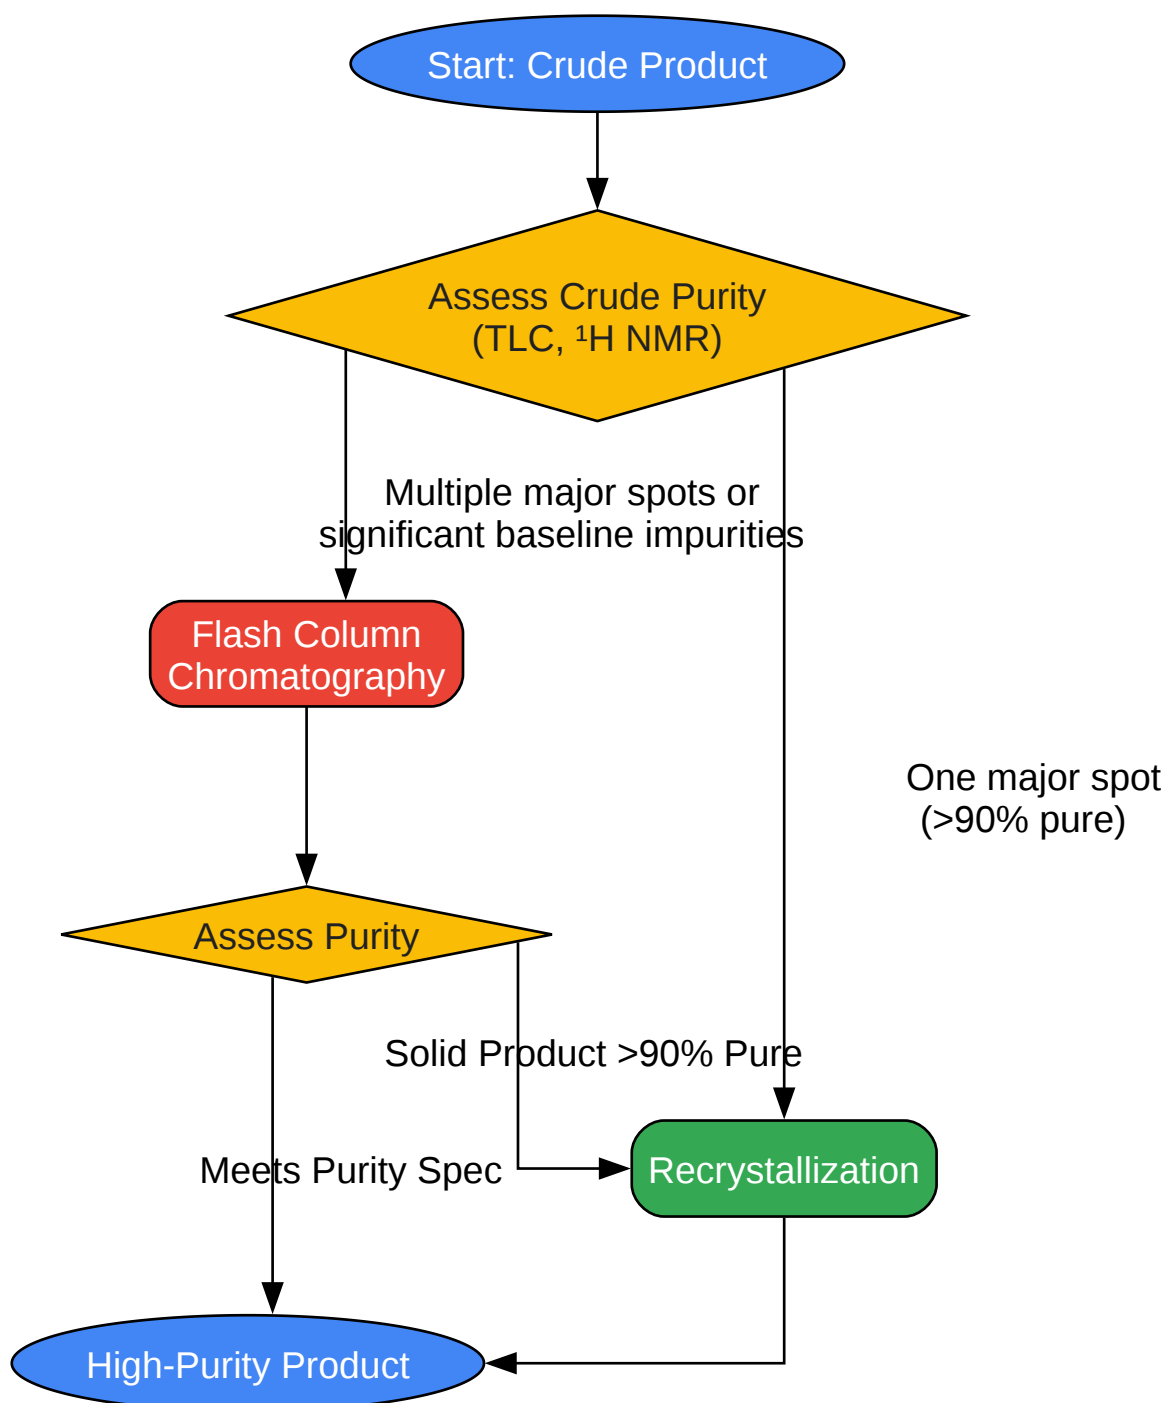 Start: Crude Product
Assess Crude Purity
(TLC, ¹H NMR)
Multiple major spots or
significant baseline impurities
Flash Column
Chromatography
One major spot
(>90% pure)
Assess Purity
Solid Product >90% Pure
Meets Purity Spec
Recrystallization
High-Purity Product